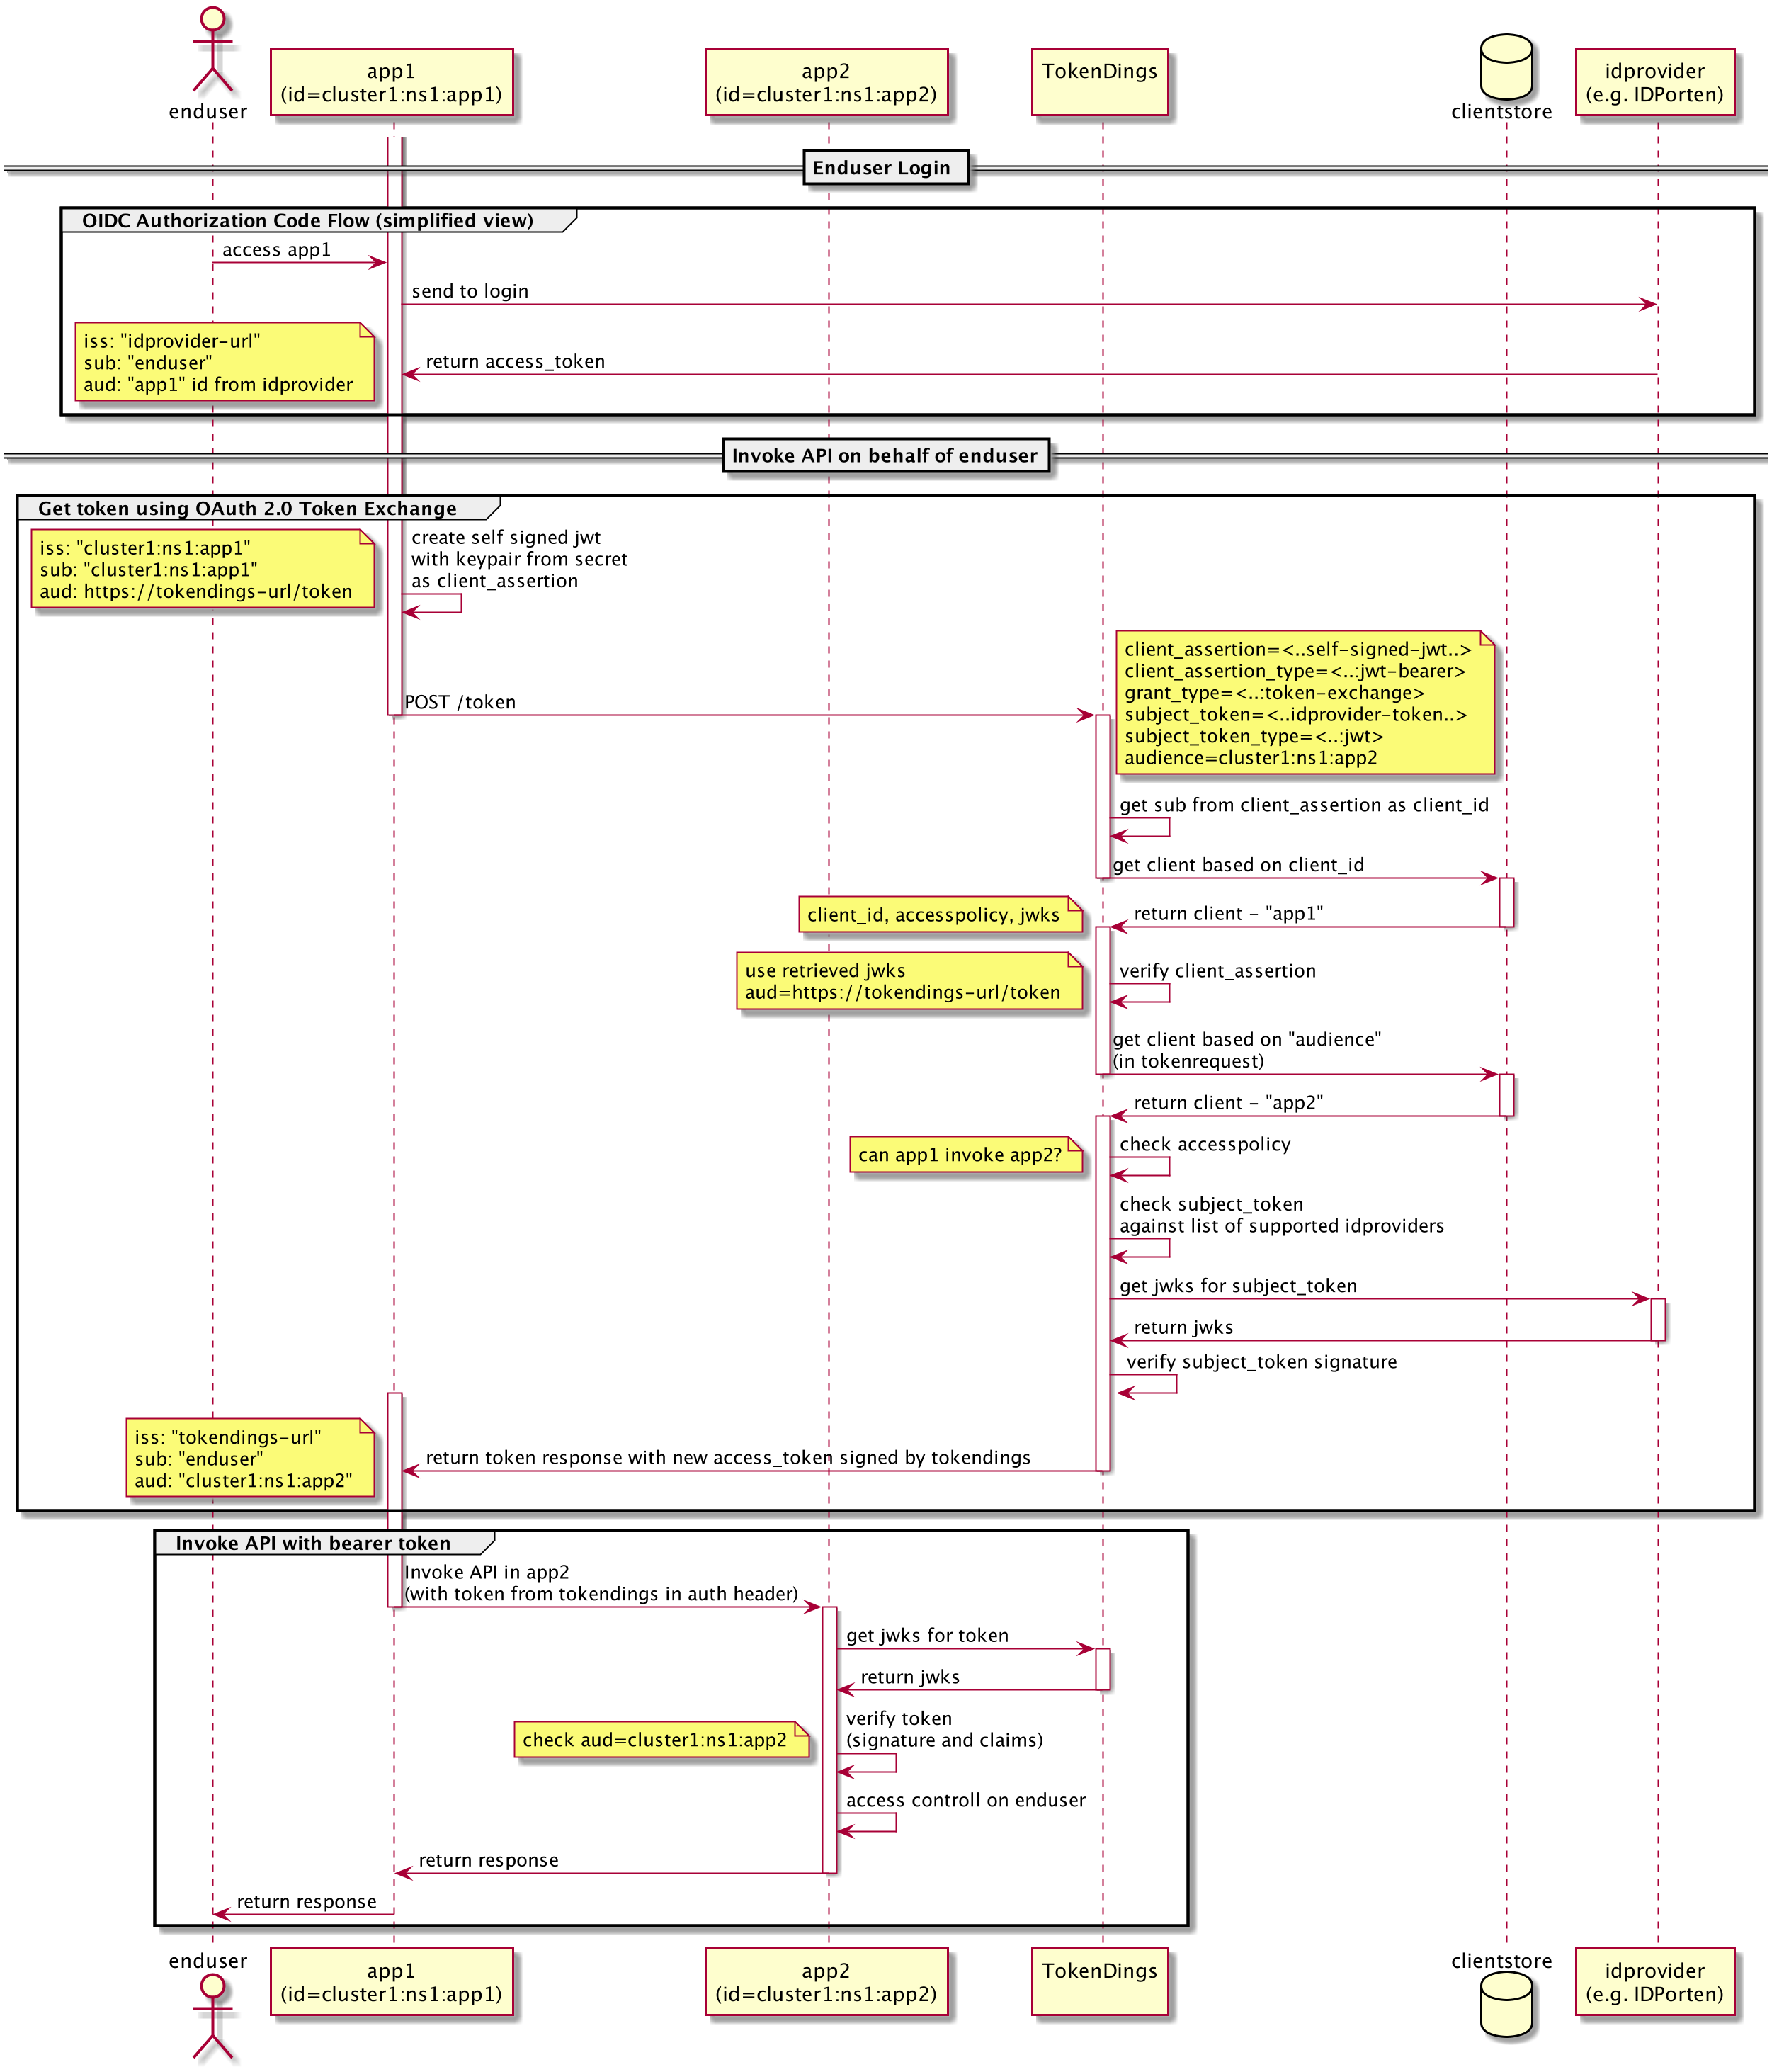 enduser
app1
(id=cluster1:ns1:app1)
app2
(id=cluster1:ns1:app2)
TokenDings
clientstore
idprovider
(e.g. IDPorten)
Enduser Login
OIDC Authorization Code Flow (simplified view)
access app1
send to login
iss: "idprovider-url"
sub: "enduser"
aud: "app1" id from idprovider
return access_token
Invoke API on behalf of enduser
Get token using OAuth 2.0 Token Exchange
iss: "cluster1:ns1:app1"
sub: "cluster1:ns1:app1"
aud: https://tokendings-url/token
create self signed jwt
with keypair from secret
as client_assertion
POST /token
client_assertion=<..self-signed-jwt..>
client_assertion_type=<..:jwt-bearer>
grant_type=<..:token-exchange>
subject_token=<..idprovider-token..>
subject_token_type=<..:jwt>
audience=cluster1:ns1:app2
get sub from client_assertion as client_id
get client based on client_id
client_id, accesspolicy, jwks
return client - "app1"
use retrieved jwks
aud=https://tokendings-url/token
verify client_assertion
get client based on "audience"
(in tokenrequest)
return client - "app2"
can app1 invoke app2?
check accesspolicy
check subject_token
against list of supported idproviders
get jwks for subject_token
return jwks
verify subject_token signature
iss: "tokendings-url"
sub: "enduser"
aud: "cluster1:ns1:app2"
return token response with new access_token signed by tokendings
Invoke API with bearer token
Invoke API in app2
(with token from tokendings in auth header)
get jwks for token
return jwks
check aud=cluster1:ns1:app2
verify token
(signature and claims)
access controll on enduser
return response
return response
enduser
app1
(id=cluster1:ns1:app1)
app2
(id=cluster1:ns1:app2)
TokenDings
clientstore
idprovider
(e.g. IDPorten)